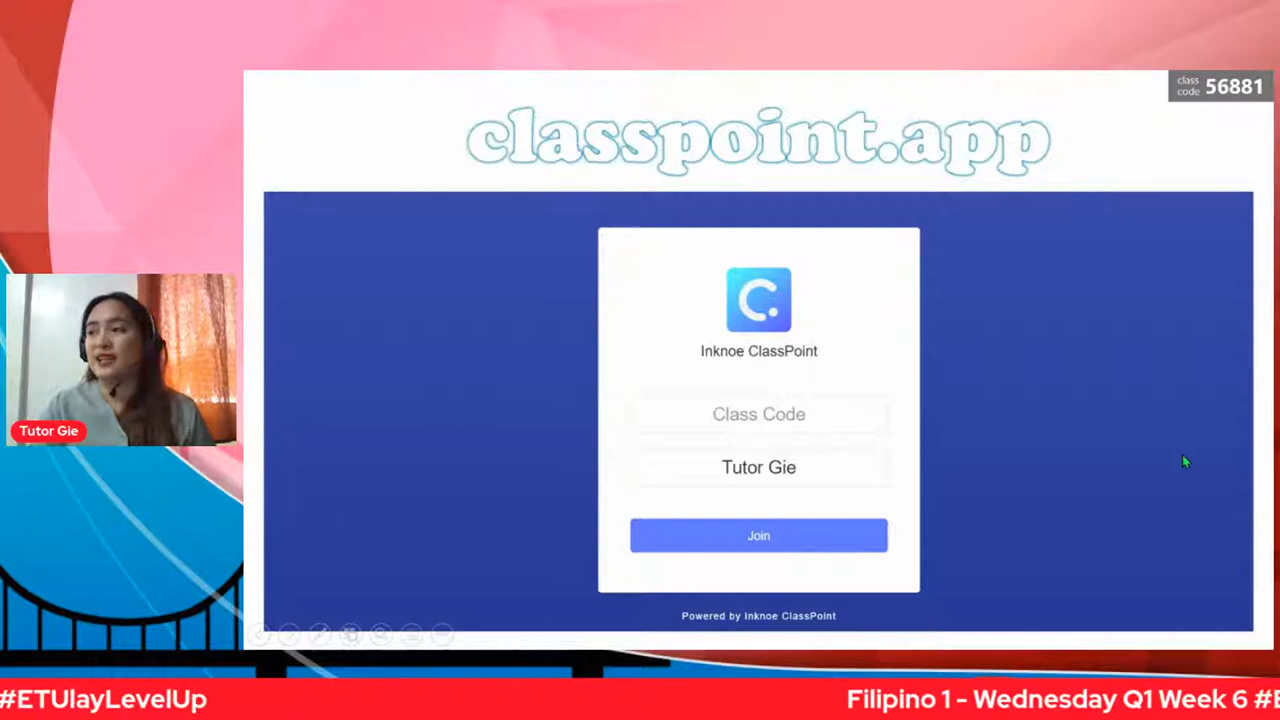 class
code 56881
classpoint.app
Inknoe ClassPoint
Class Code
Tutor Gie
Join
Powered by Inknoe ClassPoint
Tutor Gie
#ETUlayLevelUp
Filipino 1 - Wednesday Q1 Week 6 #E